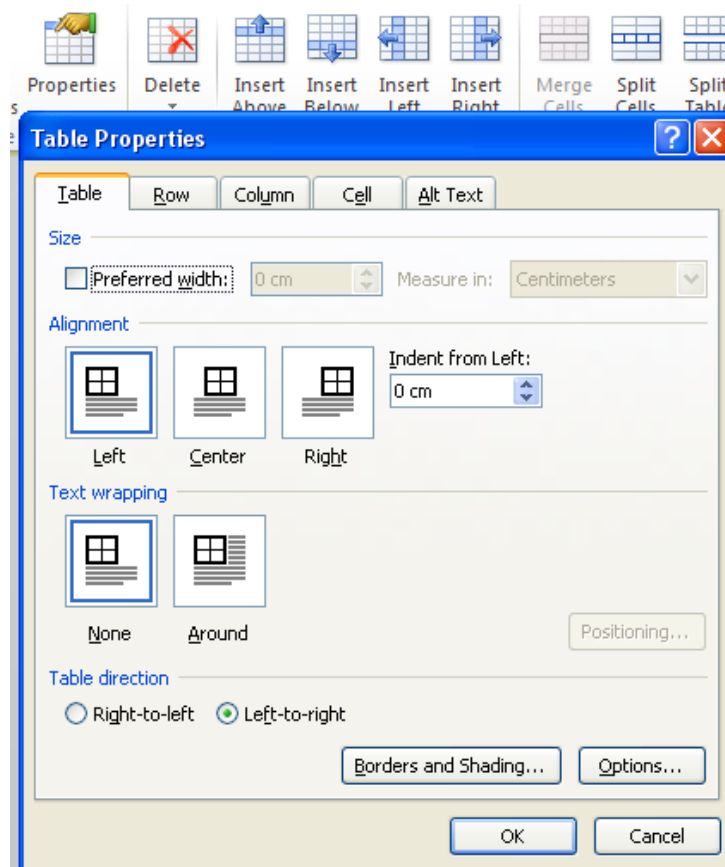 Properties Delete Insert Insert Insert Insert Merge Split Split
s Above Below Left Right Cells Cells Table
e
Table Properties
Table Row Column Cell Alt Text
Size
Preferred width: 0 cm Measure in: Centimeters
Alignment
Indent from Left:
0 cm
Left Center Right
Text wrapping
None Around
Positioning...
Table direction
Right-to-left Left-to-right
Borders and Shading... Options...
OK Cancel